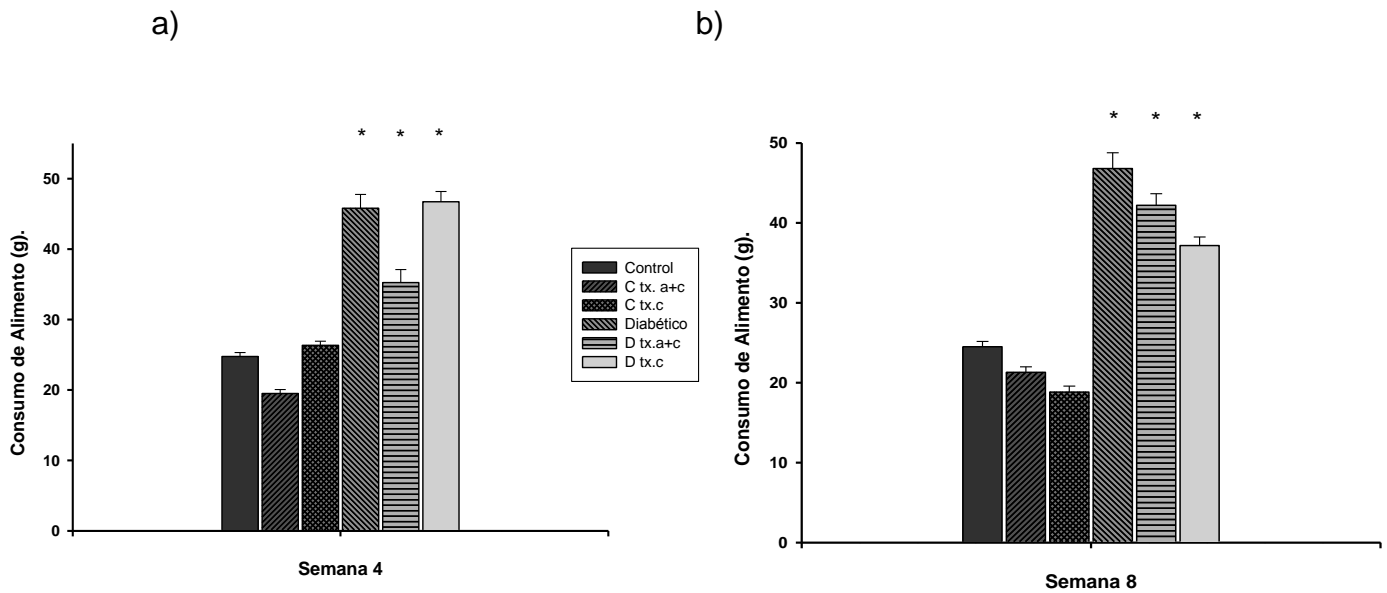 a)
* * *
50
40
30
20
10
0
Consumo de Alimento (g).
Semana 4
Control
C tx. a+c
C tx.c
Diabético
D tx.a+c
D tx.c
b)
* * *
50
40
30
20
10
0
Consumo de Alimento (g).
Semana 8